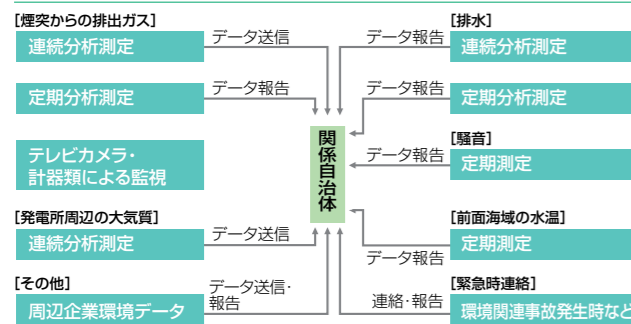 [煙突からの排出ガス]
連続分析測定
データ送信
定期分析測定
データ報告
テレビカメラ・
計器類による監視
[発電所周辺の大気質]
連続分析測定
データ送信
[その他]
周辺企業環境データ
データ送信・
報告
関係自治体
[排水]
データ報告
連続分析測定
データ報告
定期分析測定
[騒音]
データ報告
定期測定
[前面海域の水温]
定期測定
データ報告
[緊急時連絡]
連絡・報告
環境関連事故発生時など